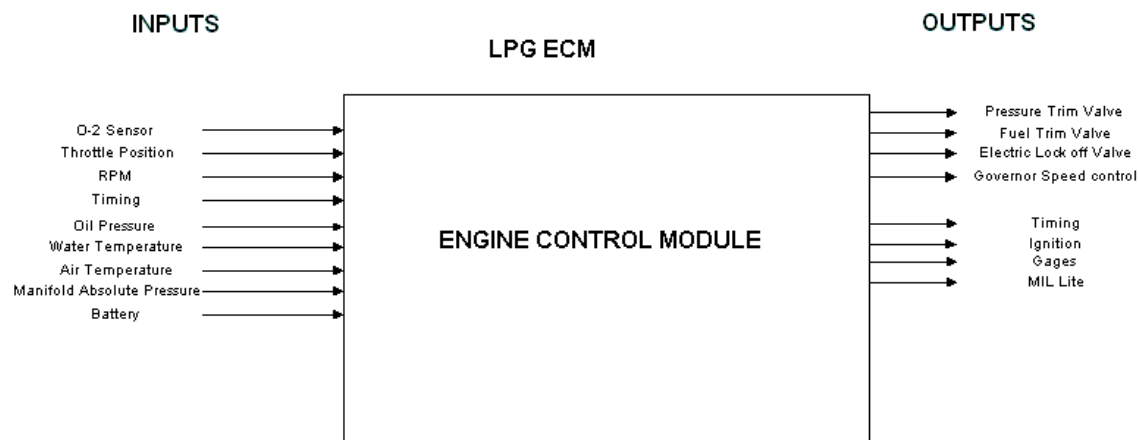 INPUTS
OUTPUTS
LPG ECM
O-2 Sensor
Throttle Position
RPM
Timing
Oil Pressure
Water Temperature
Air Temperature
Manifold Absolute Pressure
Battery
ENGINE CONTROL MODULE
Pressure Trim Valve
Fuel Trim Valve
Electric Lock off Valve
Governor Speed control
Timing
Ignition
Gages
MIL Lite